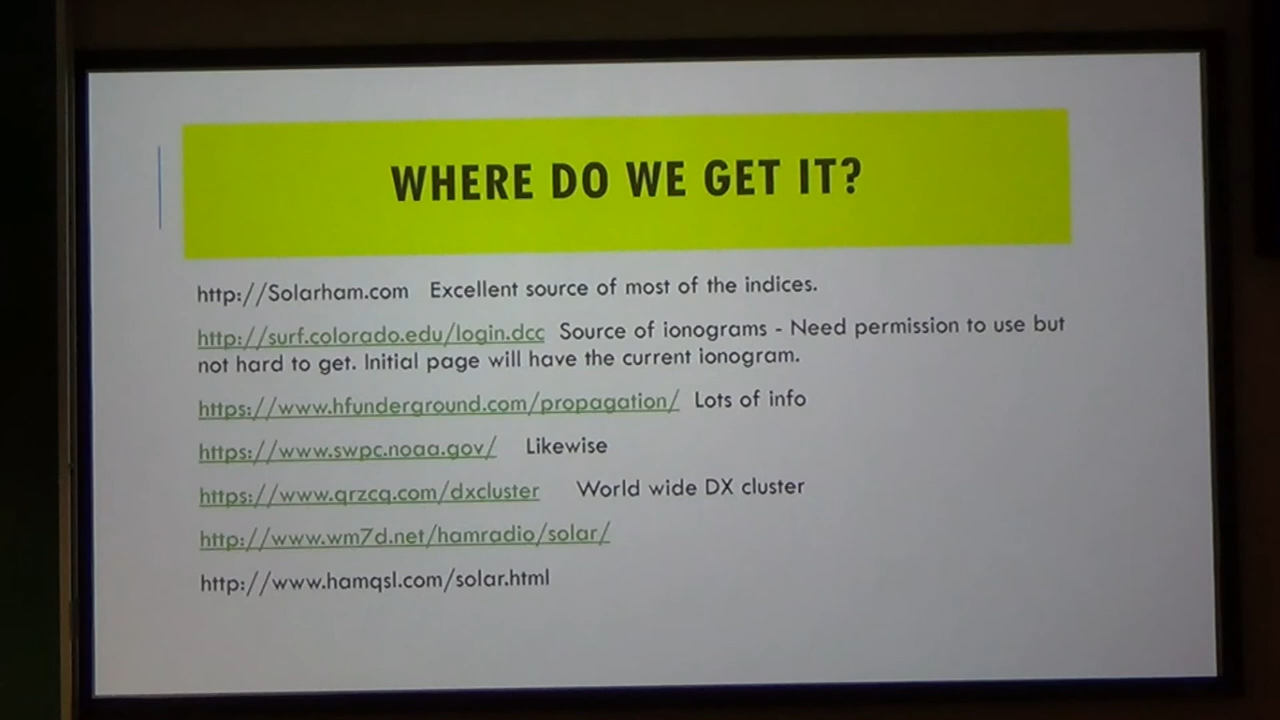 WHERE DO WE GET IT?
http://Solarham.com Excellent source of most of the indices.
http://surf.colorado.edu/login.dcc Source of ionograms - Need permission to use but
not hard to get. Initial page will have the current ionogram.
https://www.hfunderground.com/propagation/ Lots of info
https://www.swpc.noaa.gov/ Likewise
https://www.qrzcq.com/dxcluster World wide DX cluster
http://www.wm7d.net/hamradio/solar/
http://www.hamqsl.com/solar.html